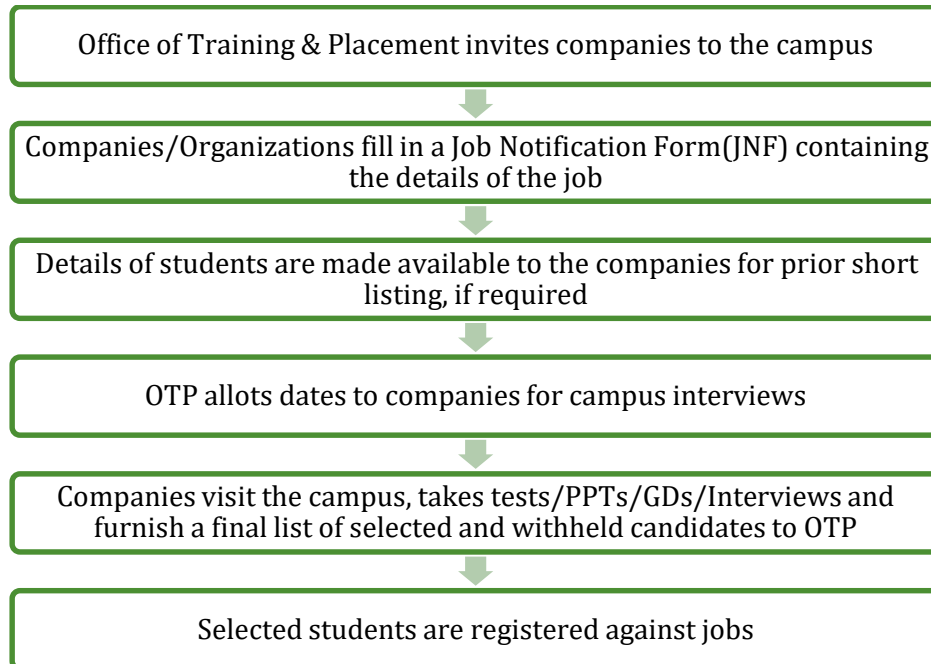 Office of Training & Placement invites companies to the campus
Companies/Organizations fill in a Job Notification Form(JNF) containing
the details of the job
Details of students are made available to the companies for prior short
listing, if required
OTP allots dates to companies for campus interviews
Companies visit the campus, takes tests/PPTs/GDs/Interviews and
furnish a final list of selected and withheld candidates to OTP
Selected students are registered against jobs